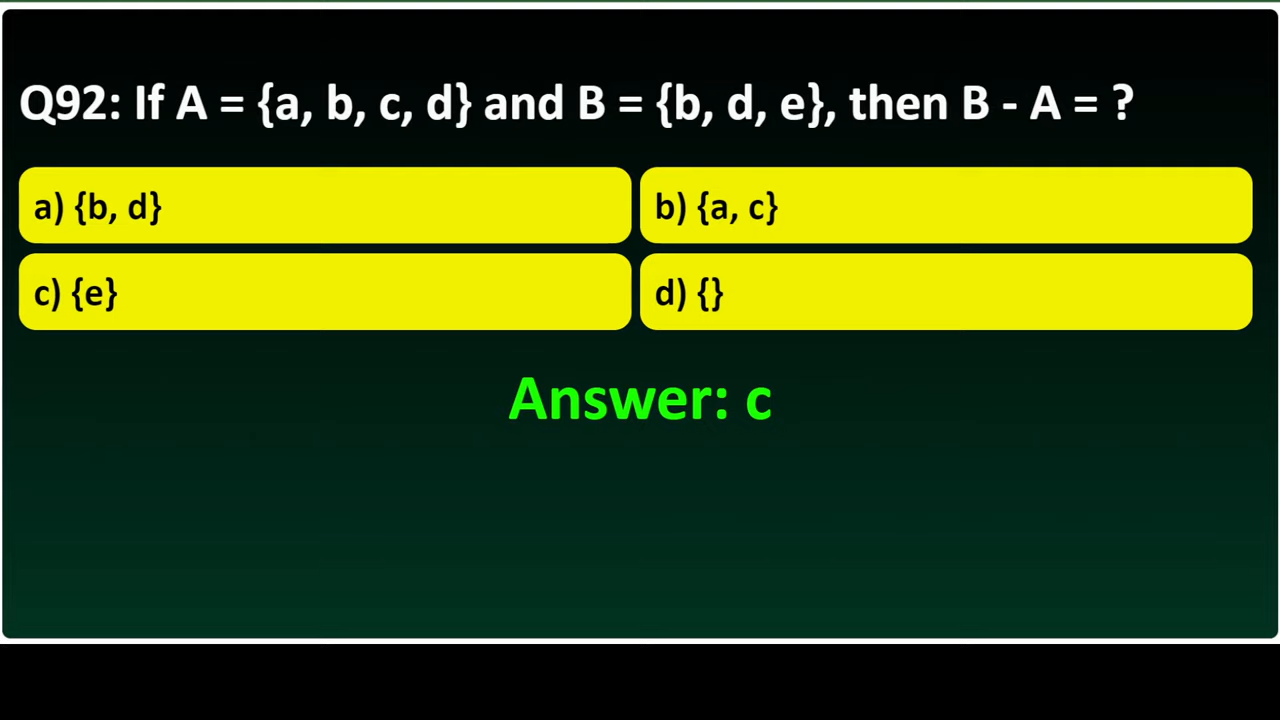 Q92: If A = {a, b, c, d} and B = {b, d, e}, then B - A = ?
a) {b, d}
b) {a, c}
c) {e}
d) {}
Answer: c